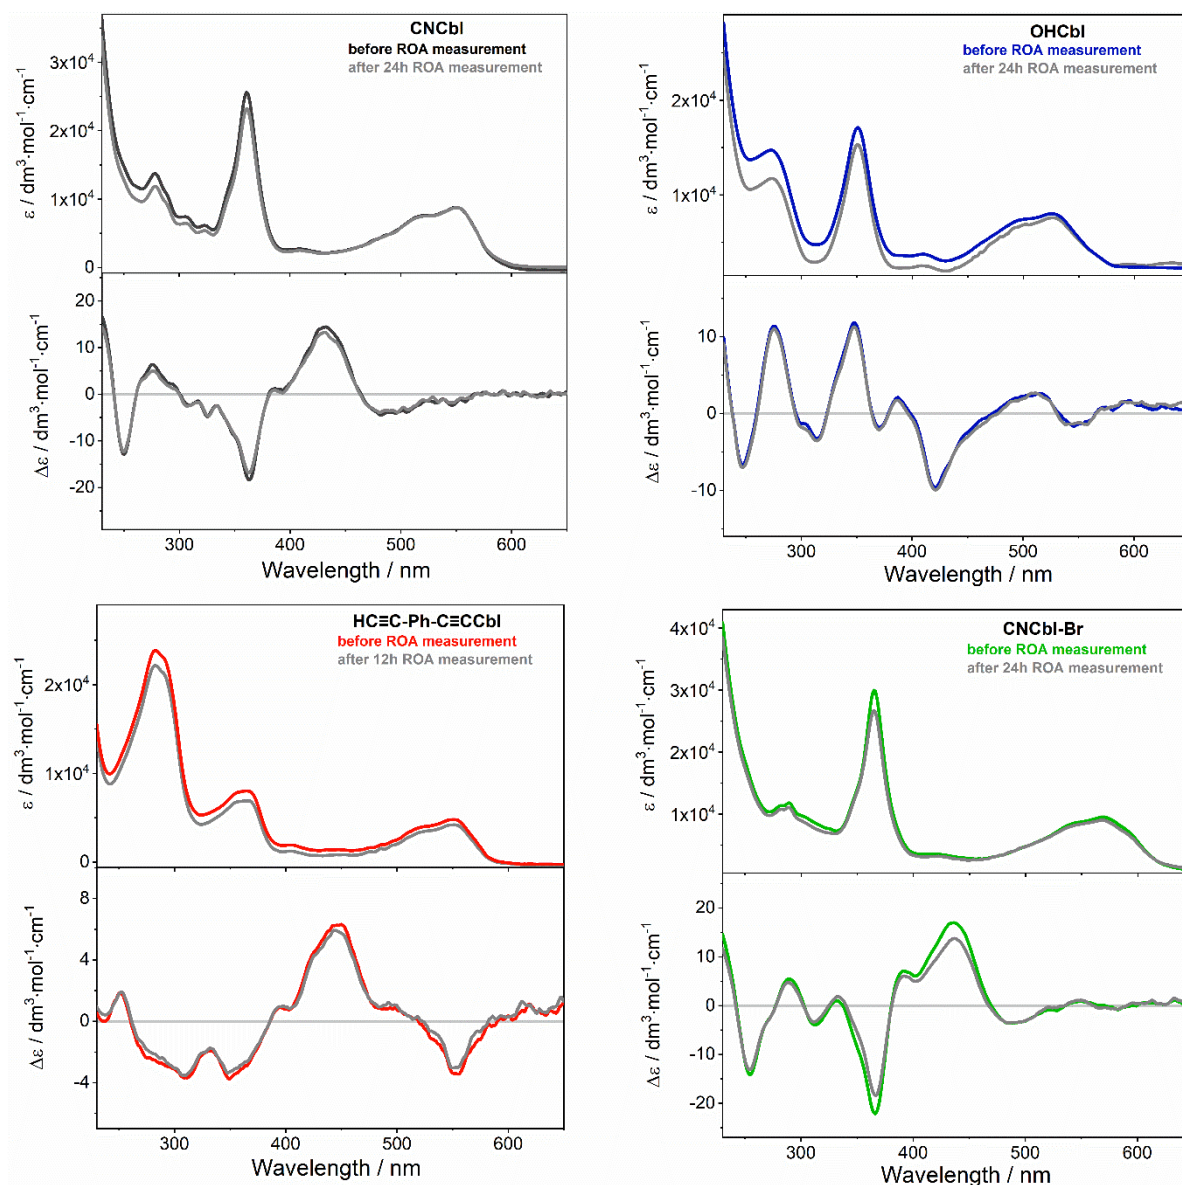 CNCbl
before ROA measurement
after 24h ROA measurement
ε / dm³·mol⁻¹·cm⁻¹
3x10⁴
2x10⁴
1x10⁴
0
Δε / dm³·mol⁻¹·cm⁻¹
20
10
0
-10
-20
300 400 500 600
Wavelength / nm
OHCbl
before ROA measurement
after 24h ROA measurement
ε / dm³·mol⁻¹·cm⁻¹
2x10⁴
1x10⁴
Δε / dm³·mol⁻¹·cm⁻¹
10
0
-10
300 400 500 600
Wavelength / nm
HC≡C-Ph-C≡CCbl
before ROA measurement
after 12h ROA measurement
ε / dm³·mol⁻¹·cm⁻¹
2x10⁴
1x10⁴
0
Δε / dm³·mol⁻¹·cm⁻¹
8
4
0
-4
300 400 500 600
Wavelength / nm
CNCbl-Br
before ROA measurement
after 24h ROA measurement
ε / dm³·mol⁻¹·cm⁻¹
4x10⁴
3x10⁴
2x10⁴
1x10⁴
Δε / dm³·mol⁻¹·cm⁻¹
20
10
0
-10
-20
300 400 500 600
Wavelength / nm